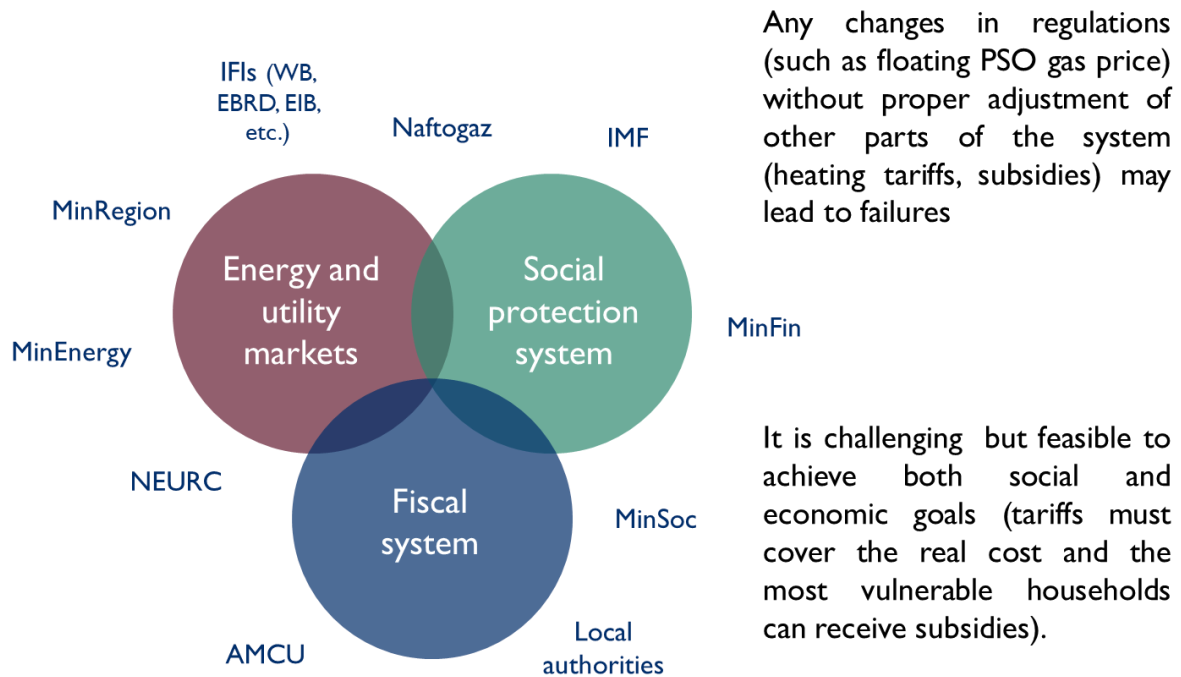 IFIs (WB,
EBRD, EIB,
etc.)
Naftogaz
IMF
MinRegion
MinEnergy
Energy and
utility
markets
Social
protection
system
MinFin
NEURC
Fiscal
system
MinSoc
AMCU
Local
authorities
Any changes in regulations
(such as floating PSO gas price)
without proper adjustment of
other parts of the system
(heating tariffs, subsidies) may
lead to failures
It is challenging but feasible to
achieve both social and
economic goals (tariffs must
cover the real cost and the
most vulnerable households
can receive subsidies).